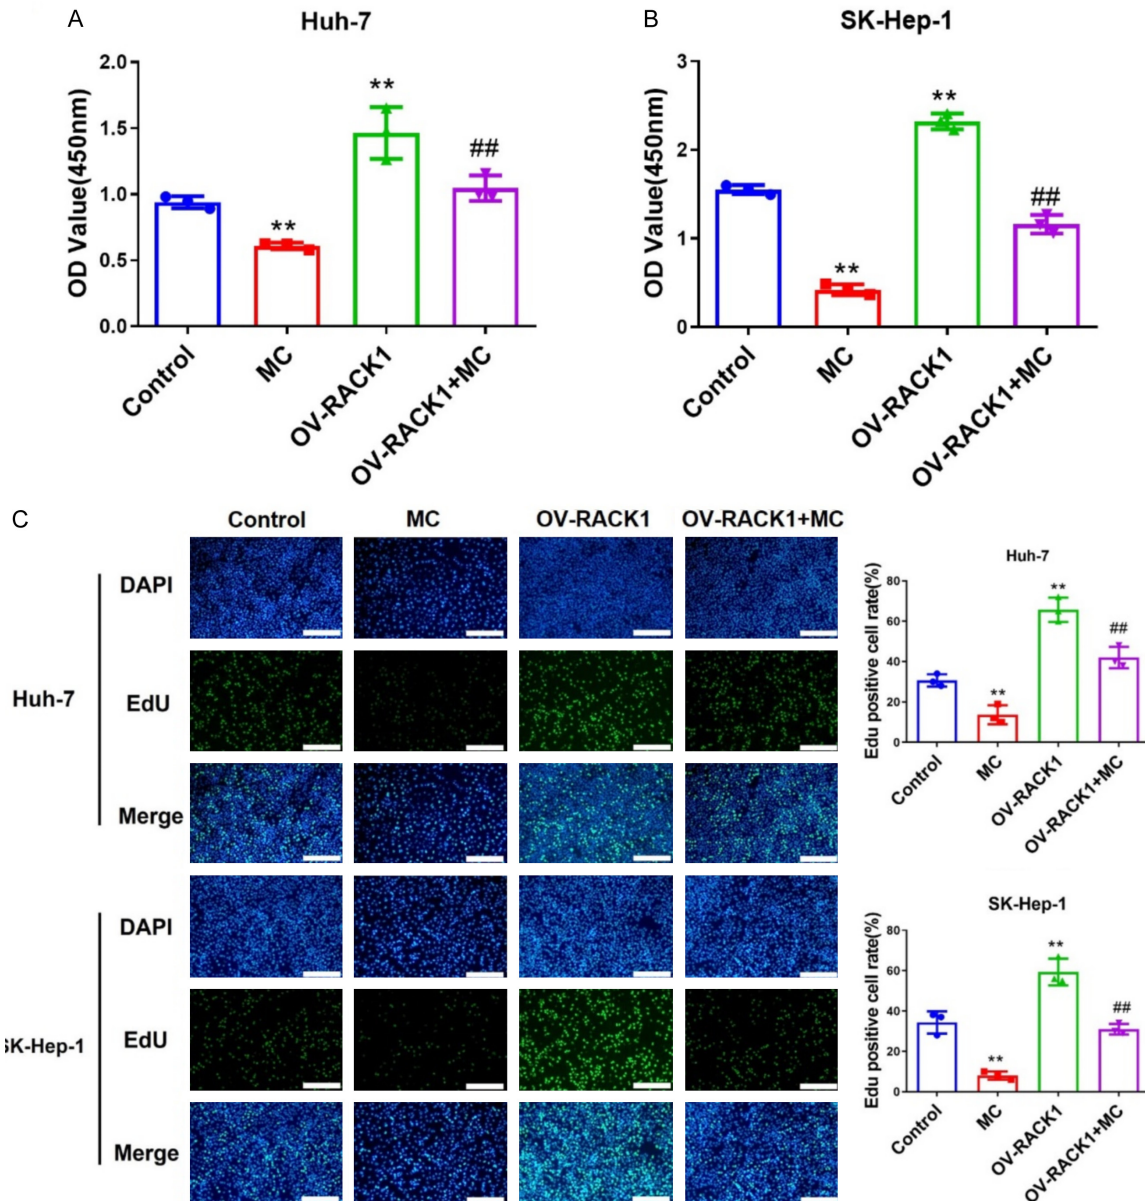 A
Huh-7
OD Value(450nm)
2.0
1.5
1.0
0.5
0.0
**
**
##
Control
MC
OV-RACK1
OV-RACK1+MC
B
SK-Hep-1
OD Value(450nm)
3
2
1
0
**
**
##
Control
MC
OV-RACK1
OV-RACK1+MC
C
Control MC OV-RACK1 OV-RACK1+MC
Huh-7
DAPI
EdU
Merge
SK-Hep-1
DAPI
EdU
Merge
Huh-7
Edu positive cell rate(%)
80
60
40
20
0
**
**
##
Control
MC
OV-RACK1
OV-RACK1+MC
SK-Hep-1
Edu positive cell rate(%)
80
60
40
20
0
**
**
##
Control
MC
OV-RACK1
OV-RACK1+MC